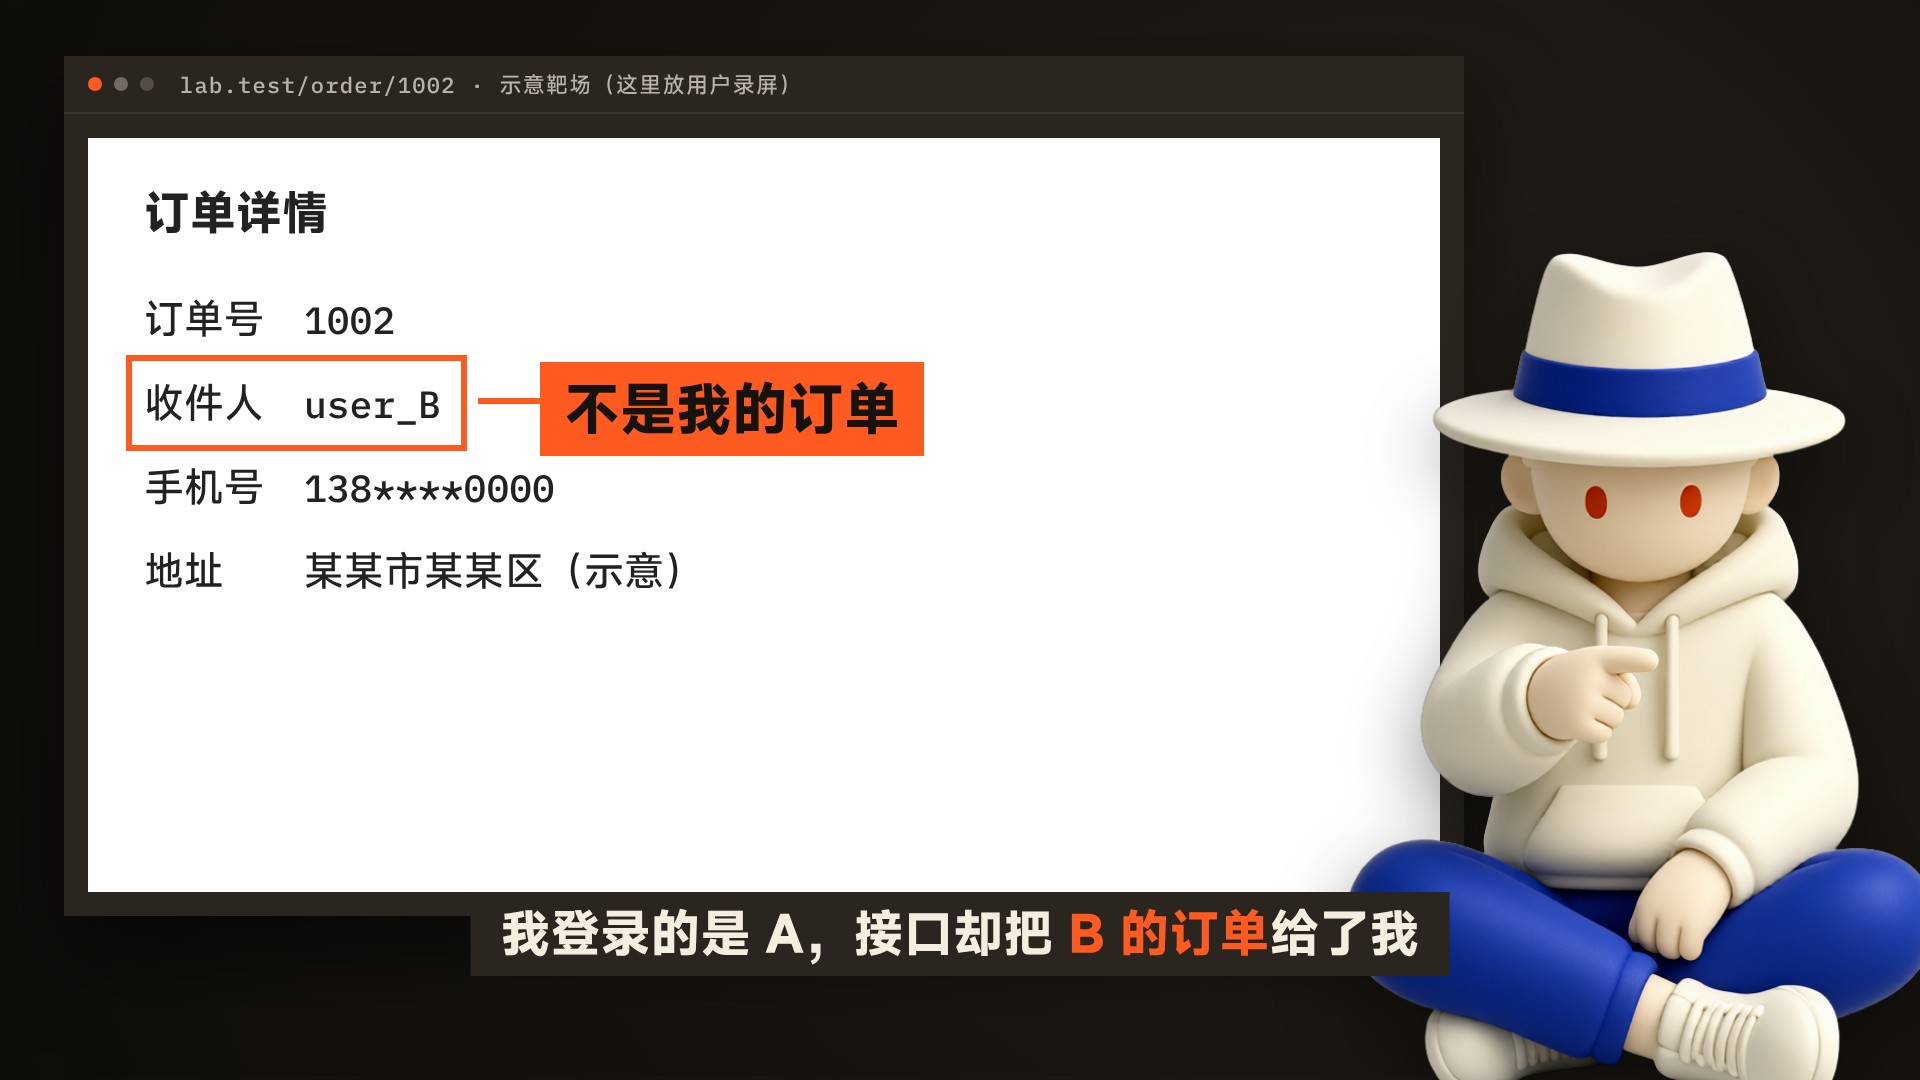 lab.test/order/1002 · 示意靶场（这里放用户录屏）
订单详情
订单号 1002
收件人 user_B
不是我的订单
手机号 138****0000
地址 某某市某某区（示意）
我登录的是 A，接口却把 B 的订单给了我